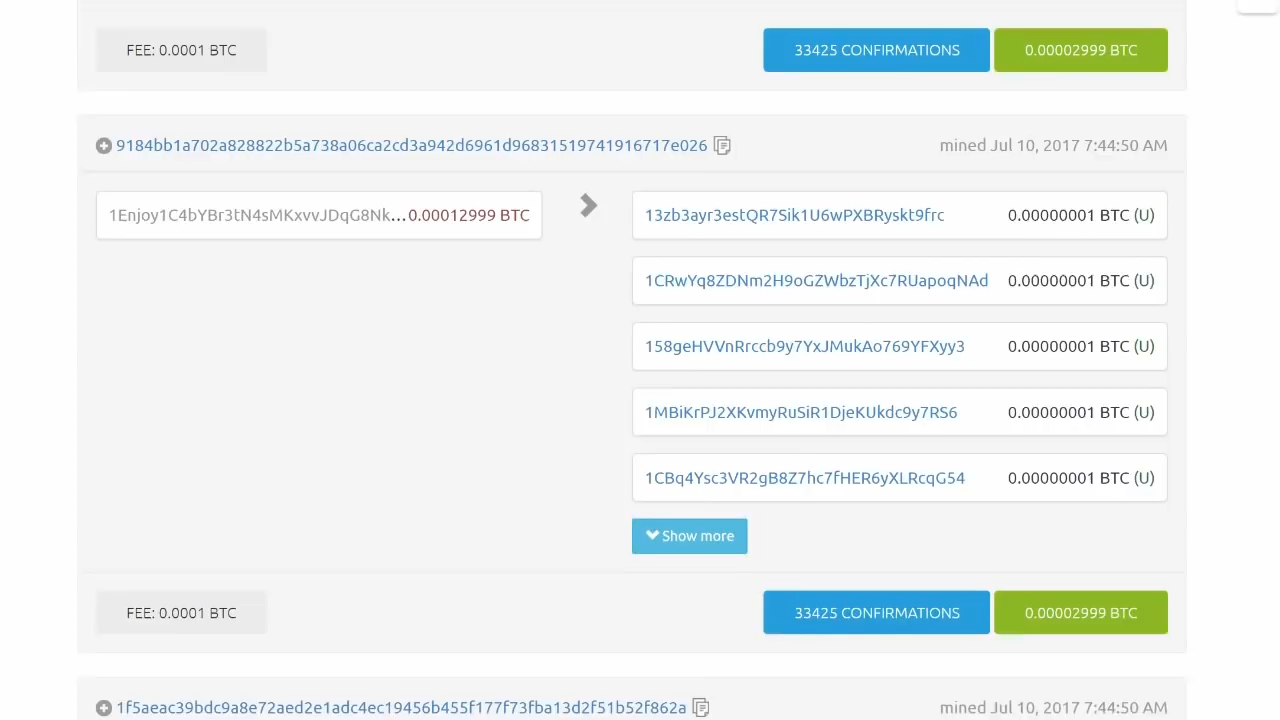 FEE: 0.0001 BTC
33425 CONFIRMATIONS
0.00002999 BTC
9184bb1a702a828822b5a738a06ca2cd3a942d6961d96831519741916717e026
mined Jul 10, 2017 7:44:50 AM
1Enjoy1C4bYBr3tN4sMKxvvJDqG8Nk... 0.00012999 BTC
13zb3ayr3estQR7Sik1U6wPXBRyskt9frc 0.00000001 BTC (U)
1CRwYq8ZDNm2H9oGZWbzTjXc7RUapoqNAd 0.00000001 BTC (U)
158geHVVnRrccb9y7YxJMukAo769YFXyy3 0.00000001 BTC (U)
1MBiKrPJ2XKvmyRuSiR1DjeKUkdc9y7RS6 0.00000001 BTC (U)
1CBq4Ysc3VR2gB8Z7hc7fHER6yXLRcqG54 0.00000001 BTC (U)
Show more
FEE: 0.0001 BTC
33425 CONFIRMATIONS
0.00002999 BTC
1f5aeac39bdc9a8e72aed2e1adc4ec19456b455f177f73fba13d2f51b52f862a
mined Jul 10, 2017 7:44:50 AM